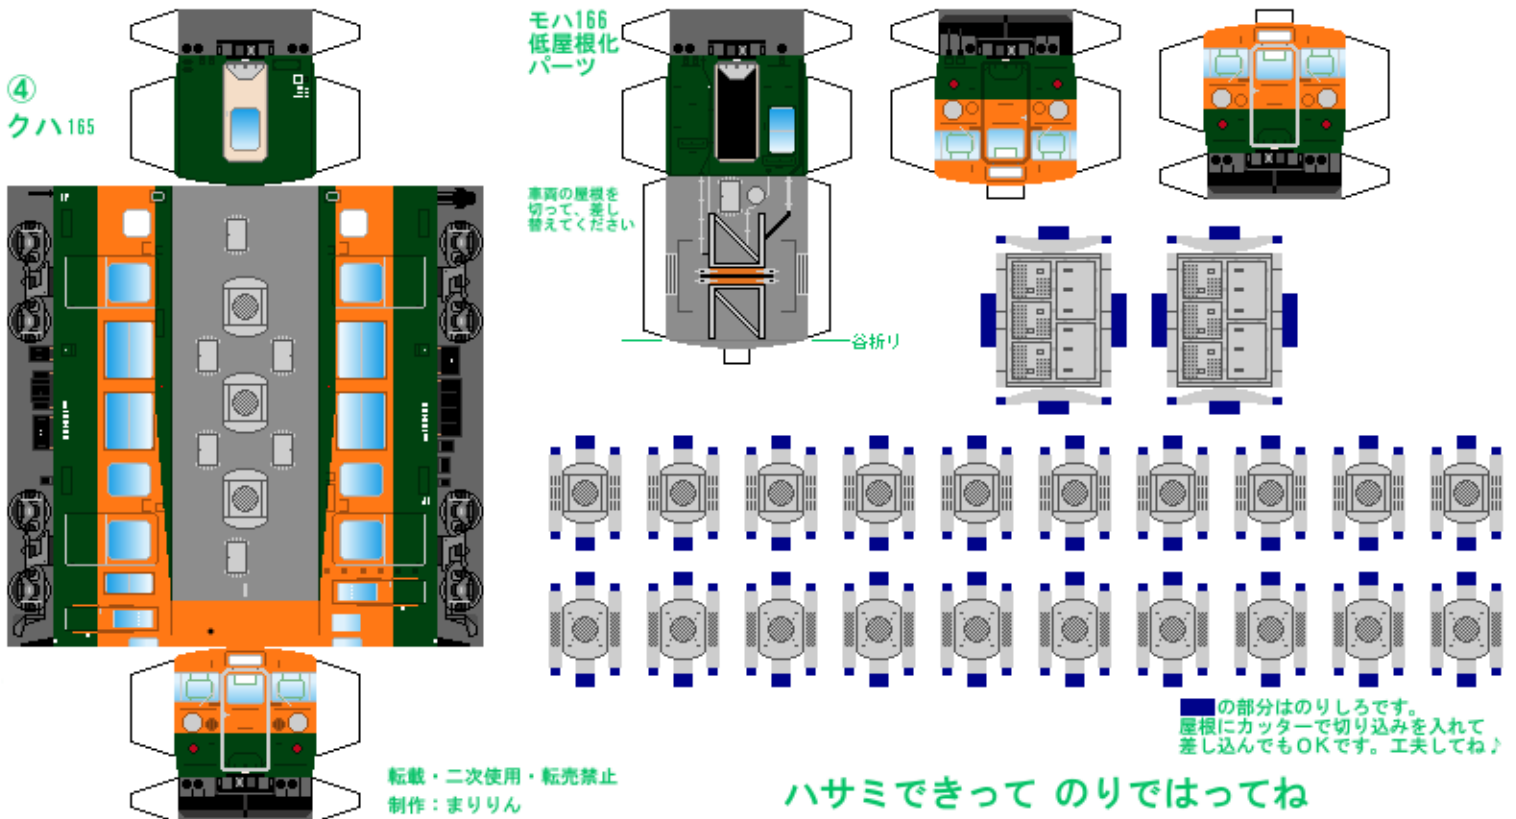 ④
クハ165
モハ166
低屋根化
パーツ
車両の屋根を
切って、差し
替えてください
谷折り
の部分はのりしろです。
屋根にカッターで切り込みを入れて
差し込んでもOKです。工夫してね♪
転載・二次使用・転売禁止
制作：まりりん
ハサミできって のりではってね